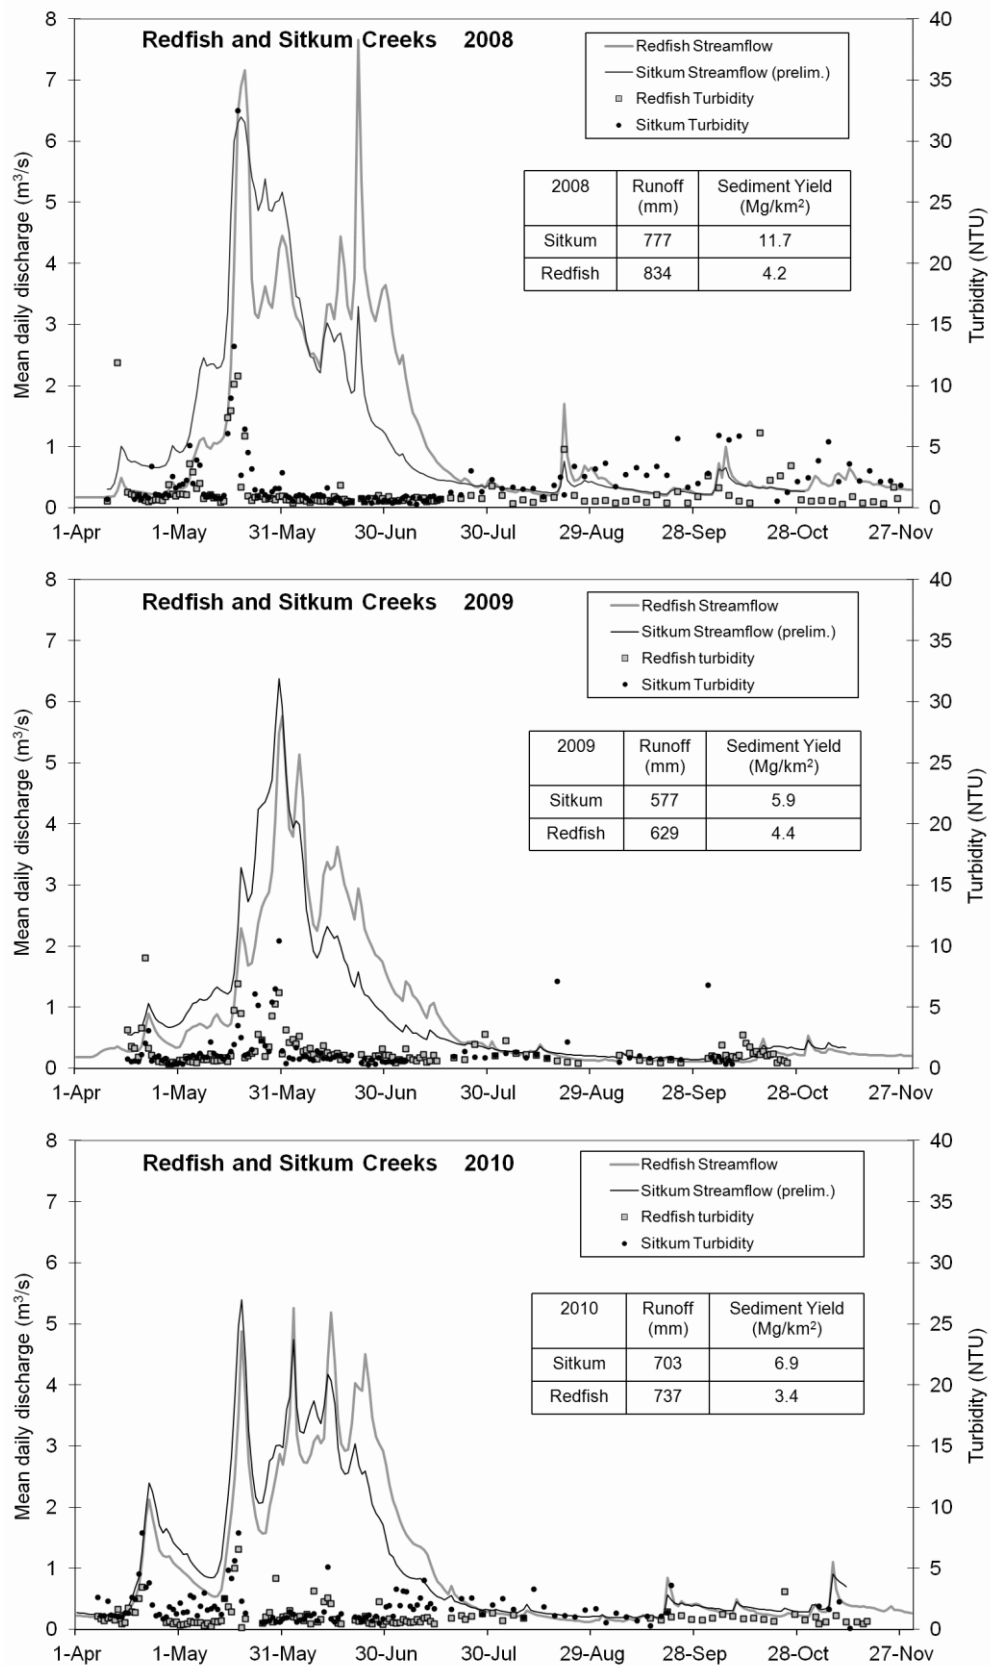 Redfish and Sitkum Creeks 2008
Mean daily discharge (m³/s)
8
7
6
5
4
3
2
1
0
Redfish Streamflow
Sitkum Streamflow (prelim.)
Redfish Turbidity
Sitkum Turbidity
2008 Runoff (mm) Sediment Yield (Mg/km²)
Sitkum 777 11.7
Redfish 834 4.2
40
35
30
25
20
15
10
5
0
Turbidity (NTU)
1-Apr 1-May 31-May 30-Jun 30-Jul 29-Aug 28-Sep 28-Oct 27-Nov
Redfish and Sitkum Creeks 2009
Mean daily discharge (m³/s)
8
7
6
5
4
3
2
1
0
Redfish Streamflow
Sitkum Streamflow (prelim.)
Redfish turbidity
Sitkum Turbidity
2009 Runoff (mm) Sediment Yield (Mg/km²)
Sitkum 577 5.9
Redfish 629 4.4
40
35
30
25
20
15
10
5
0
Turbidity (NTU)
1-Apr 1-May 31-May 30-Jun 30-Jul 29-Aug 28-Sep 28-Oct 27-Nov
Redfish and Sitkum Creeks 2010
Mean daily discharge (m³/s)
8
7
6
5
4
3
2
1
0
Redfish Streamflow
Sitkum Streamflow (prelim.)
Redfish turbidity
Sitkum Turbidity
2010 Runoff (mm) Sediment Yield (Mg/km²)
Sitkum 703 6.9
Redfish 737 3.4
40
35
30
25
20
15
10
5
0
Turbidity (NTU)
1-Apr 1-May 31-May 30-Jun 30-Jul 29-Aug 28-Sep 28-Oct 27-Nov